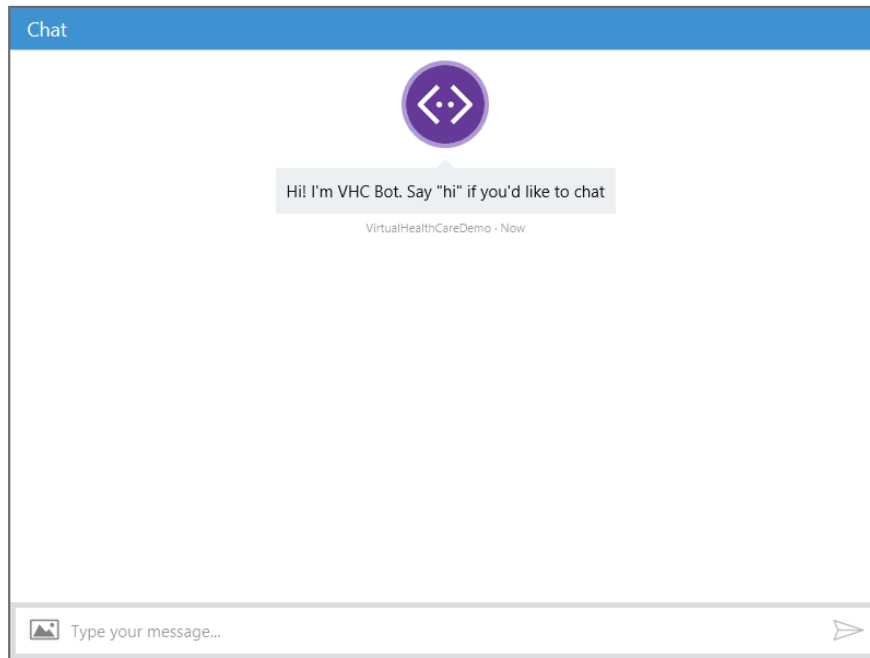 Chat
Hi! I'm VHC Bot. Say "hi" if you'd like to chat
VirtualHealthCareDemo · Now
Type your message...